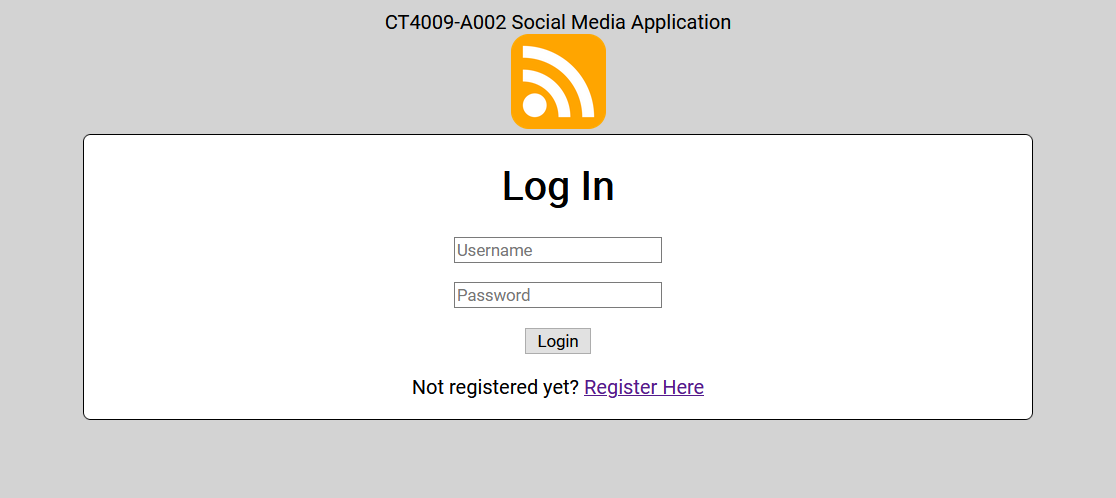 CT4009-A002 Social Media Application
Log In
Username
Password
Login
Not registered yet? Register Here